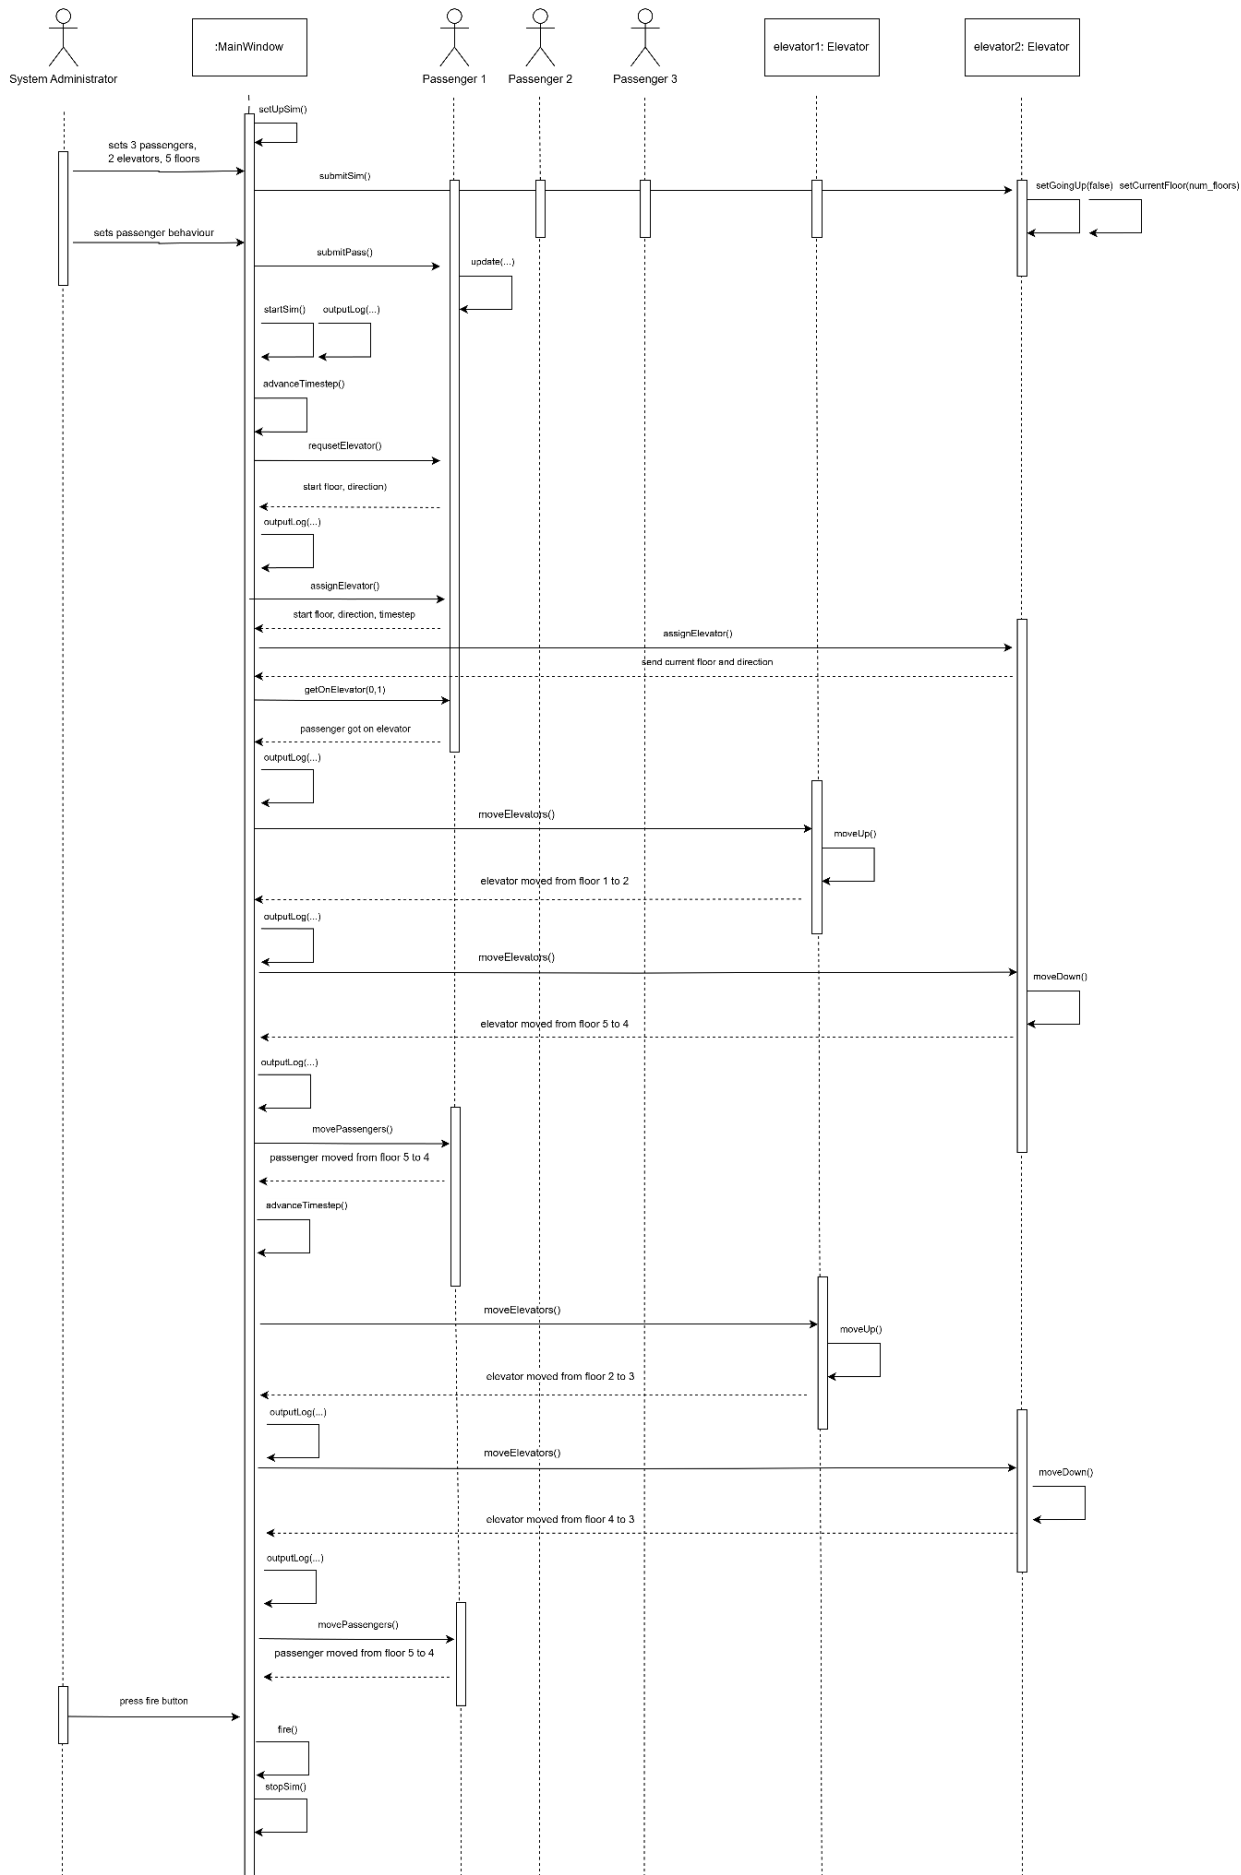 System Administrator
:MainWindow
Passenger 1
Passenger 2
Passenger 3
elevator1: Elevator
elevator2: Elevator
setUpSim()
sets 3 passengers,
2 elevators, 5 floors
submitSim()
setGoingUp(false)
setCurrentFloor(num_floors)
sets passenger behaviour
submitPass()
update(...)
startSim()
outputLog(...)
advanceTimestep()
requsetElevator()
start floor, direction)
outputLog(...)
assignElevator()
start floor, direction, timestep
assignElevator()
send current floor and direction
getOnElevator(0,1)
passenger got on elevator
outputLog(...)
moveElevators()
moveUp()
elevator moved from floor 1 to 2
outputLog(...)
moveElevators()
moveDown()
elevator moved from floor 5 to 4
outputLog(...)
movePassengers()
passenger moved from floor 5 to 4
advanceTimestep()
moveElevators()
moveUp()
elevator moved from floor 2 to 3
outputLog(...)
moveElevators()
moveDown()
elevator moved from floor 4 to 3
outputLog(...)
movePassengers()
passenger moved from floor 5 to 4
press fire button
fire()
stopSim()